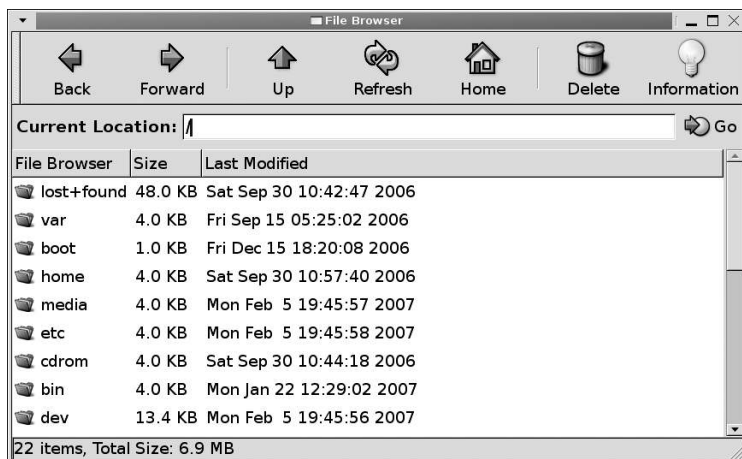 File Browser
Back Forward Up Refresh Home Delete Information
Current Location: / Go
File Browser Size Last Modified
lost+found 48.0 KB Sat Sep 30 10:42:47 2006
var 4.0 KB Fri Sep 15 05:25:02 2006
boot 1.0 KB Fri Dec 15 18:20:08 2006
home 4.0 KB Sat Sep 30 10:57:40 2006
media 4.0 KB Mon Feb 5 19:45:57 2007
etc 4.0 KB Mon Feb 5 19:45:58 2007
cdrom 4.0 KB Sat Sep 30 10:44:18 2006
bin 4.0 KB Mon Jan 22 12:29:02 2007
dev 13.4 KB Mon Feb 5 19:45:56 2007
22 items, Total Size: 6.9 MB